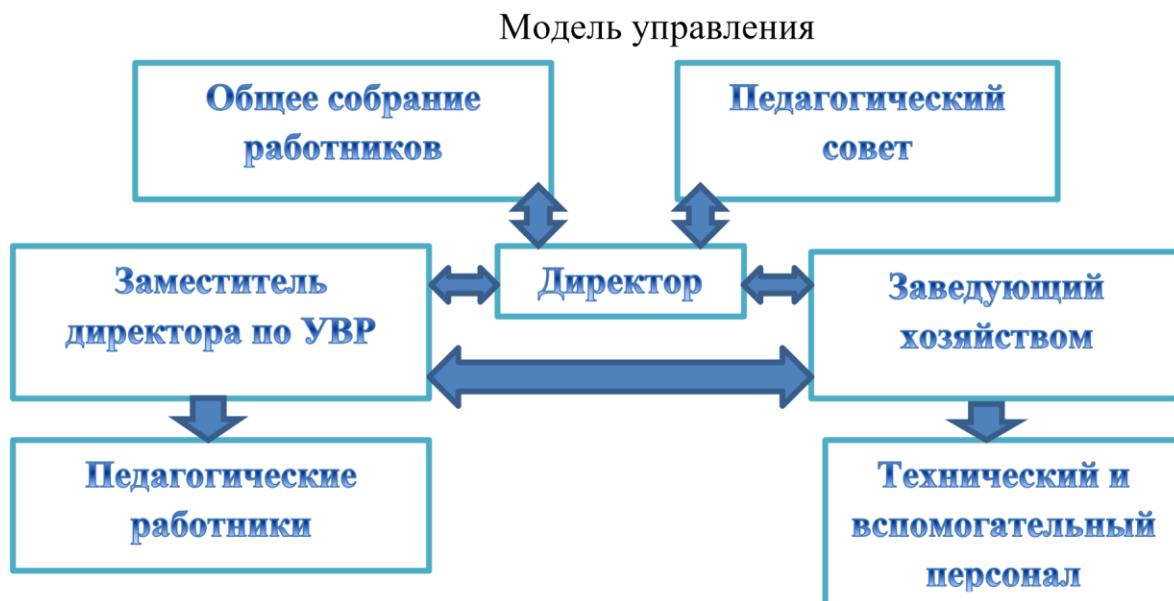 Модель управления
Общее собрание
работников
Педагогический
совет
Заместитель
директора по УВР
Директор
Заведующий
хозяйством
Педагогические
работники
Технический и
вспомогательный
персонал